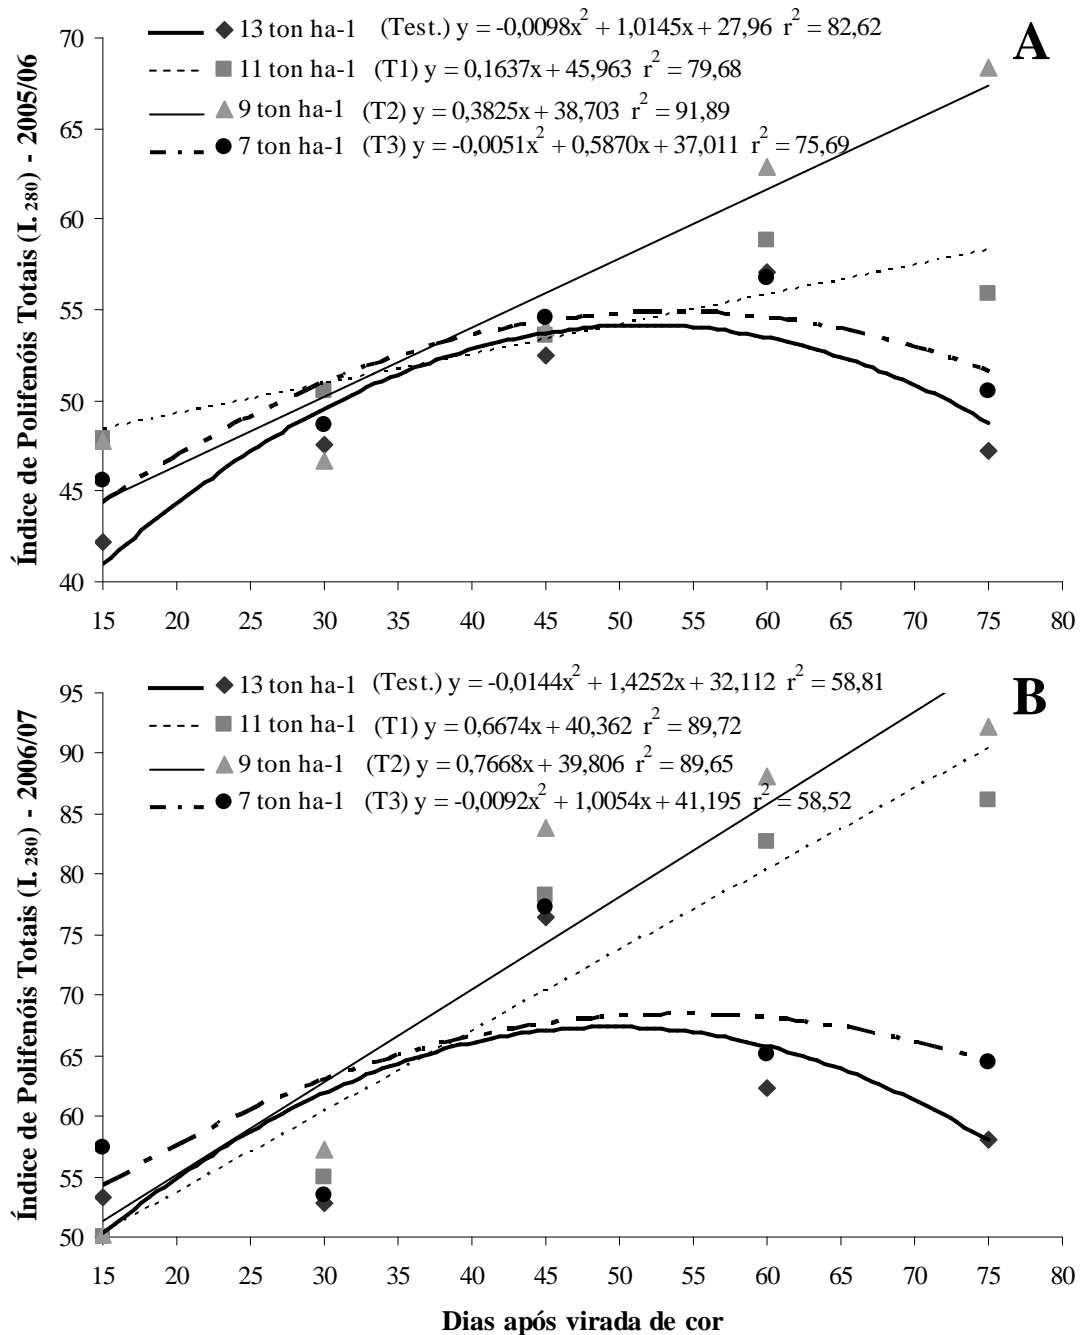 13 ton ha-1 (Test.) y = -0,0098x² + 1,0145x + 27,96 r² = 82,62
A
11 ton ha-1 (T1) y = 0,1637x + 45,963 r² = 79,68
9 ton ha-1 (T2) y = 0,3825x + 38,703 r² = 91,89
7 ton ha-1 (T3) y = -0,0051x² + 0,5870x + 37,011 r² = 75,69
Índice de Polifenóis Totais (I. 280) - 2005/06
70
65
60
55
50
45
40
15 20 25 30 35 40 45 50 55 60 65 70 75 80
13 ton ha-1 (Test.) y = -0,0144x² + 1,4252x + 32,112 r² = 58,81
B
11 ton ha-1 (T1) y = 0,6674x + 40,362 r² = 89,72
9 ton ha-1 (T2) y = 0,7668x + 39,806 r² = 89,65
7 ton ha-1 (T3) y = -0,0092x² + 1,0054x + 41,195 r² = 58,52
Índice de Polifenóis Totais (I. 280) - 2006/07
95
90
85
80
75
70
65
60
55
50
15 20 25 30 35 40 45 50 55 60 65 70 75 80
Dias após virada de cor